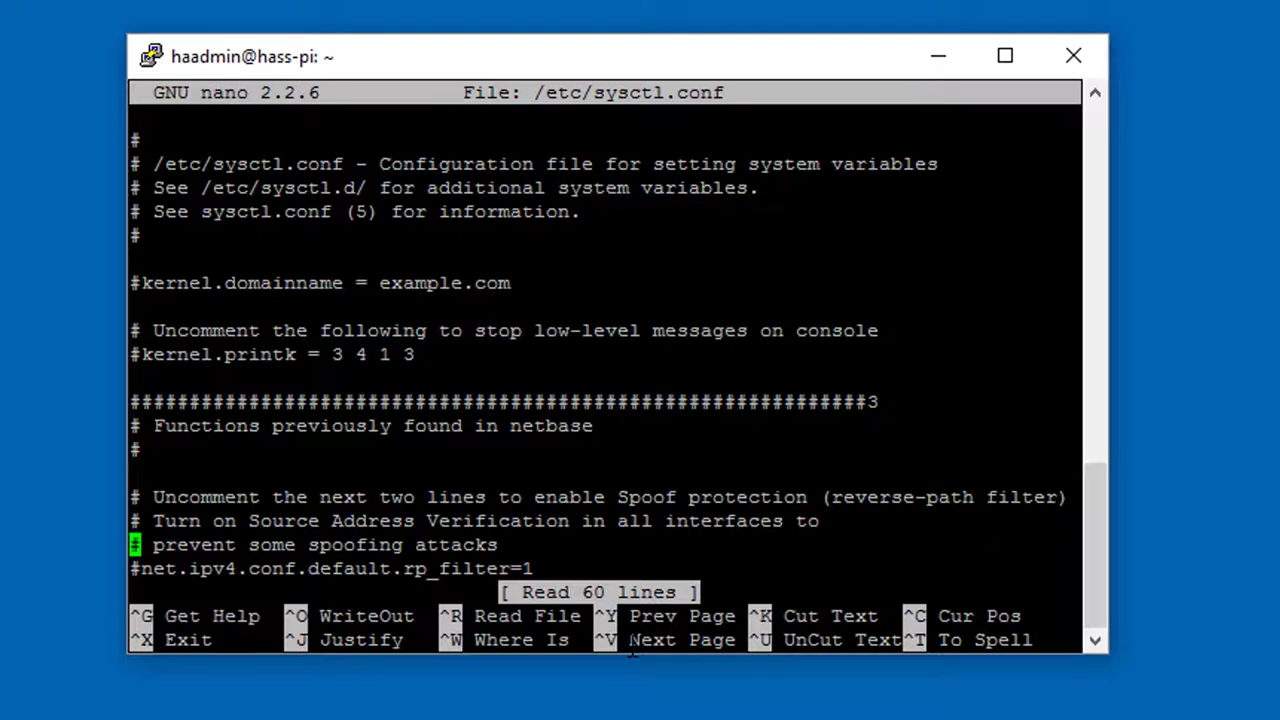 haadmin@hass-pi: ~
GNU nano 2.2.6 File: /etc/sysctl.conf
#
# /etc/sysctl.conf - Configuration file for setting system variables
# See /etc/sysctl.d/ for additional system variables.
# See sysctl.conf (5) for information.
#
#kernel.domainname = example.com
# Uncomment the following to stop low-level messages on console
#kernel.printk = 3 4 1 3
##############################################################3
# Functions previously found in netbase
#
# Uncomment the next two lines to enable Spoof protection (reverse-path filter)
# Turn on Source Address Verification in all interfaces to
# prevent some spoofing attacks
#net.ipv4.conf.default.rp_filter=1
[ Read 60 lines ]
^G Get Help ^O WriteOut ^R Read File ^Y Prev Page ^K Cut Text ^C Cur Pos
^X Exit ^J Justify ^W Where Is ^V Next Page ^U UnCut Text ^T To Spell